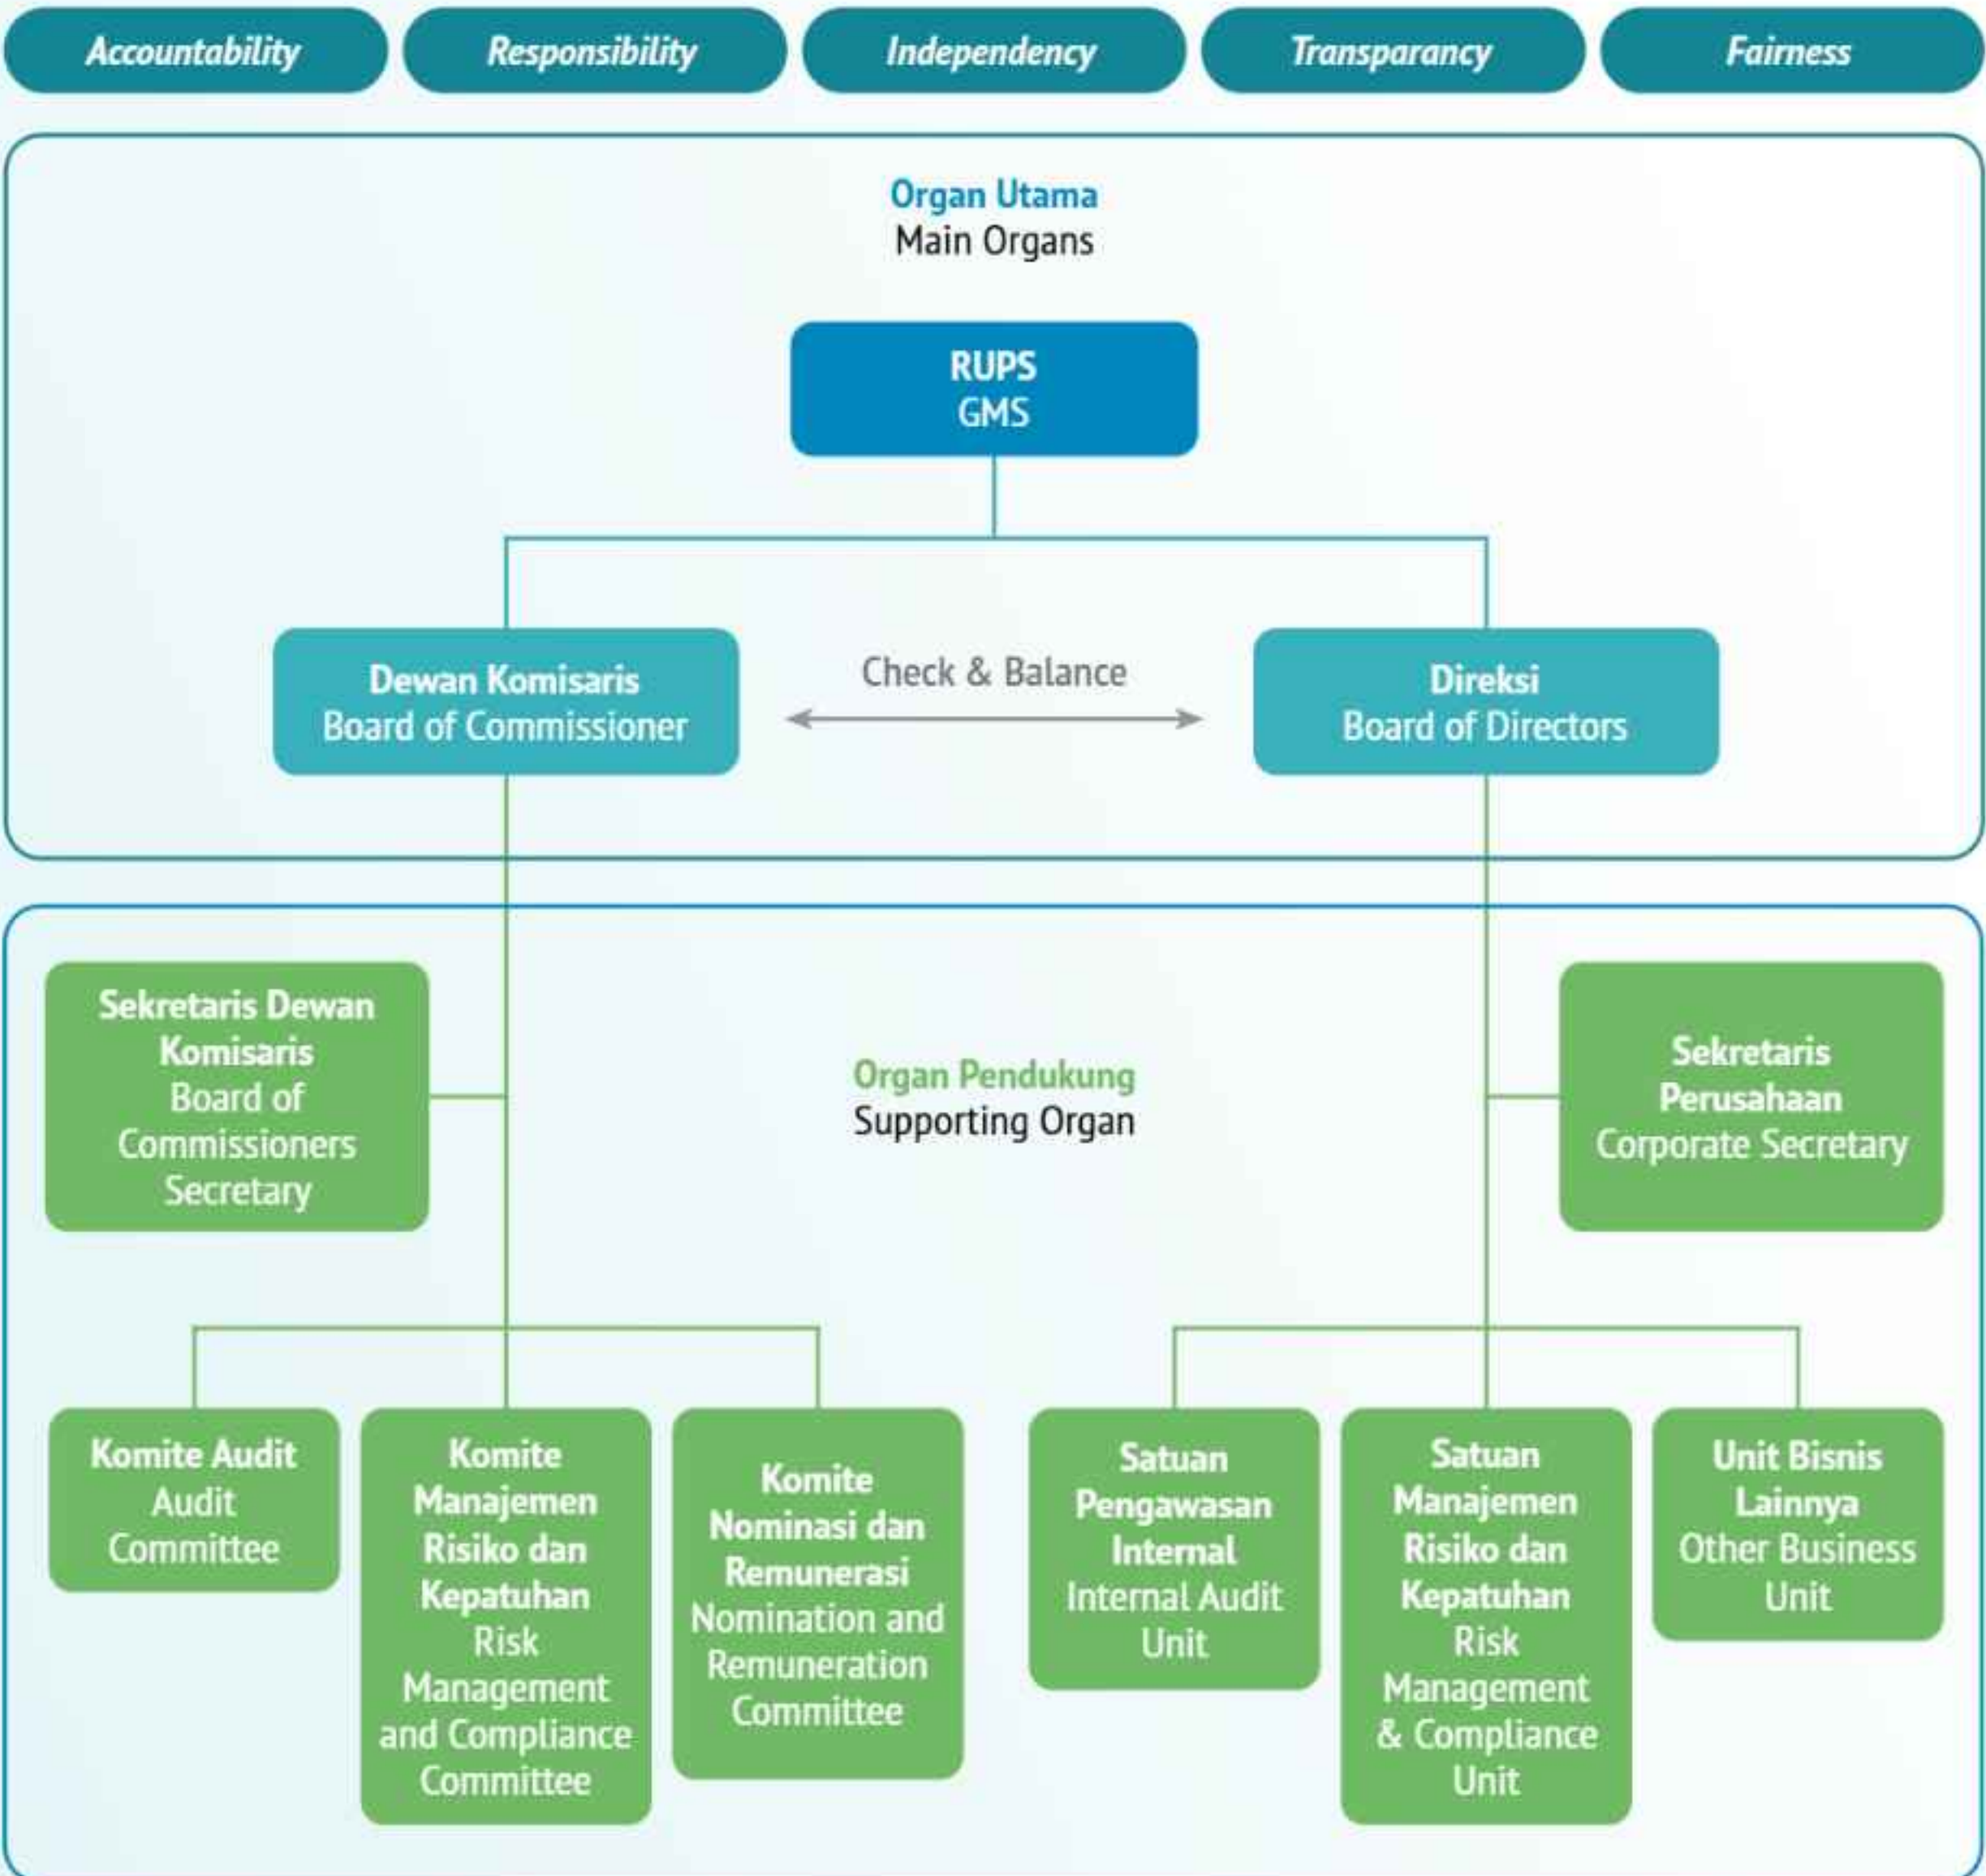 Accountability
Responsibility
Independency
Transparancy
Fairness
Organ Utama
Main Organs
RUPS
GMS
Dewan Komisaris
Board of Commissioner
Check & Balance
Direksi
Board of Directors
Sekretaris Dewan
Komisaris
Board of
Commissioners
Secretary
Organ Pendukung
Supporting Organ
Sekretaris
Perusahaan
Corporate Secretary
Komite Audit
Audit
Committee
Komite
Manajemen
Risiko dan
Kepatuhan
Risk
Management
and Compliance
Committee
Komite
Nominasi dan
Remunerasi
Nomination and
Remuneration
Committee
Satuan
Pengawasan
Internal
Internal Audit
Unit
Satuan
Manajemen
Risiko dan
Kepatuhan
Risk
Management
& Compliance
Unit
Unit Bisnis
Lainnya
Other Business
Unit